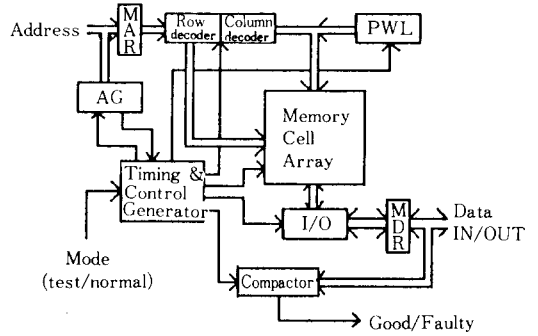 Address
MAR
Row
decoder
Column
decoder
PWL
AG
Memory
Cell
Array
Timing &
Control
Generator
I/O
MDR
Data
IN/OUT
Mode
(test/normal)
Compactor
Good/Faulty